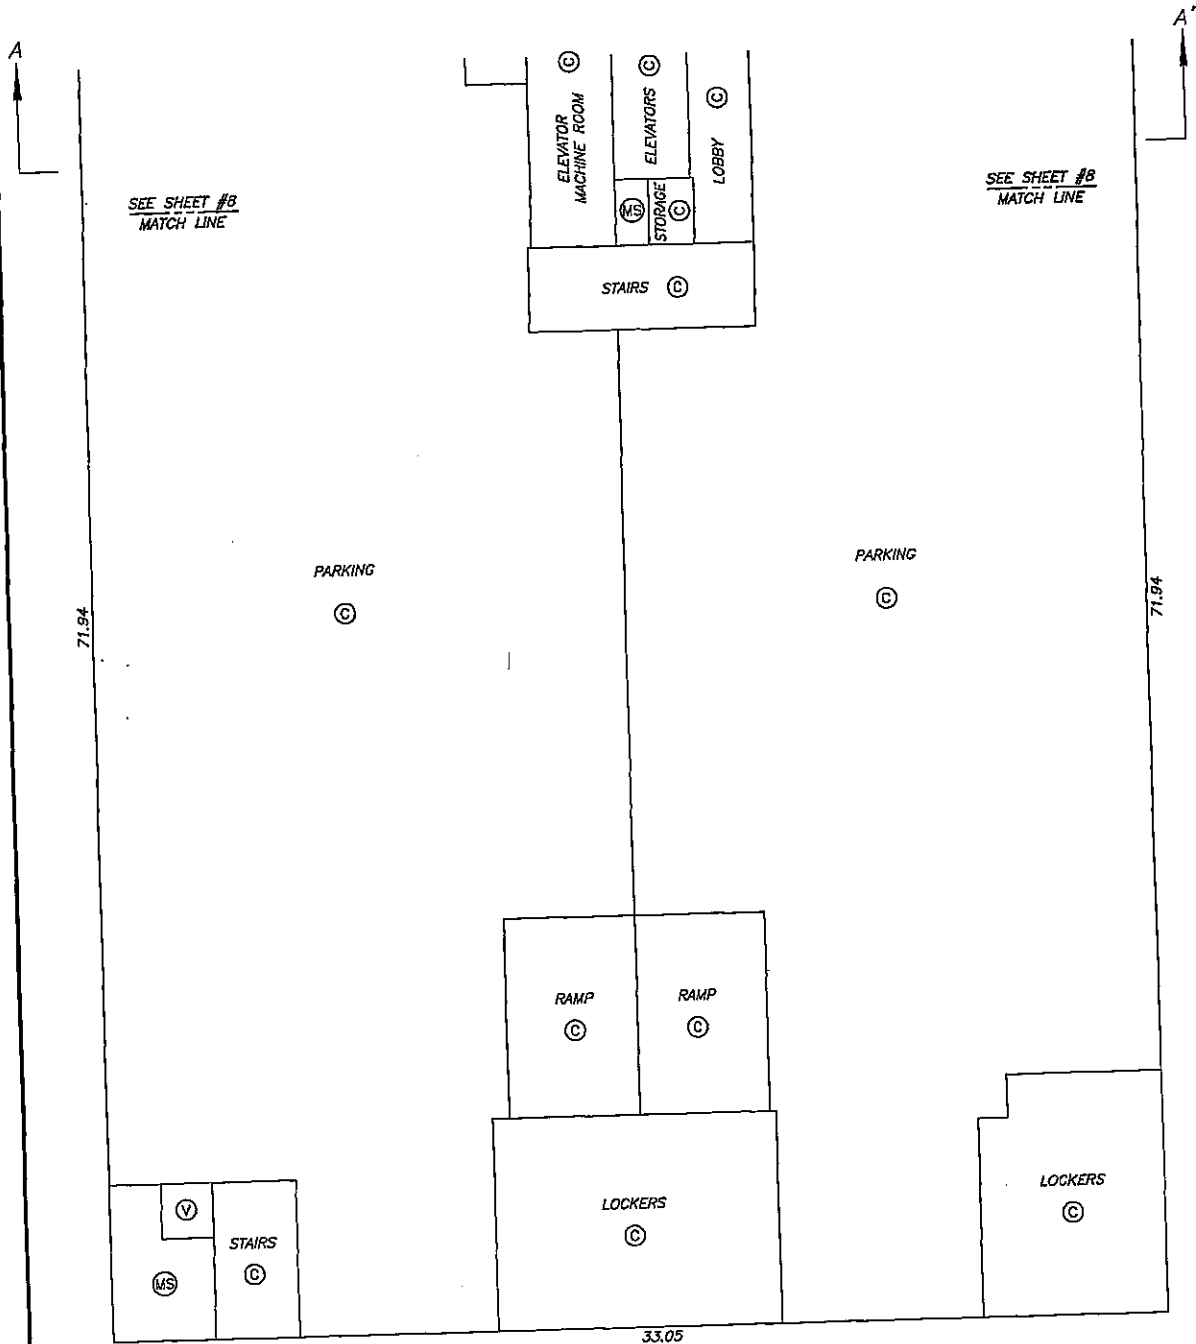 A
A'
C
C
C
ELEVATOR
MACHINE ROOM
ELEVATORS
LOBBY
SEE SHEET #8
MATCH LINE
SEE SHEET #8
MATCH LINE
MS
STORAGE
C
STAIRS C
PARKING
C
PARKING
C
71.94
71.94
RAMP
C
RAMP
C
LOCKERS
C
LOCKERS
C
V
STAIRS
C
MS
33.05